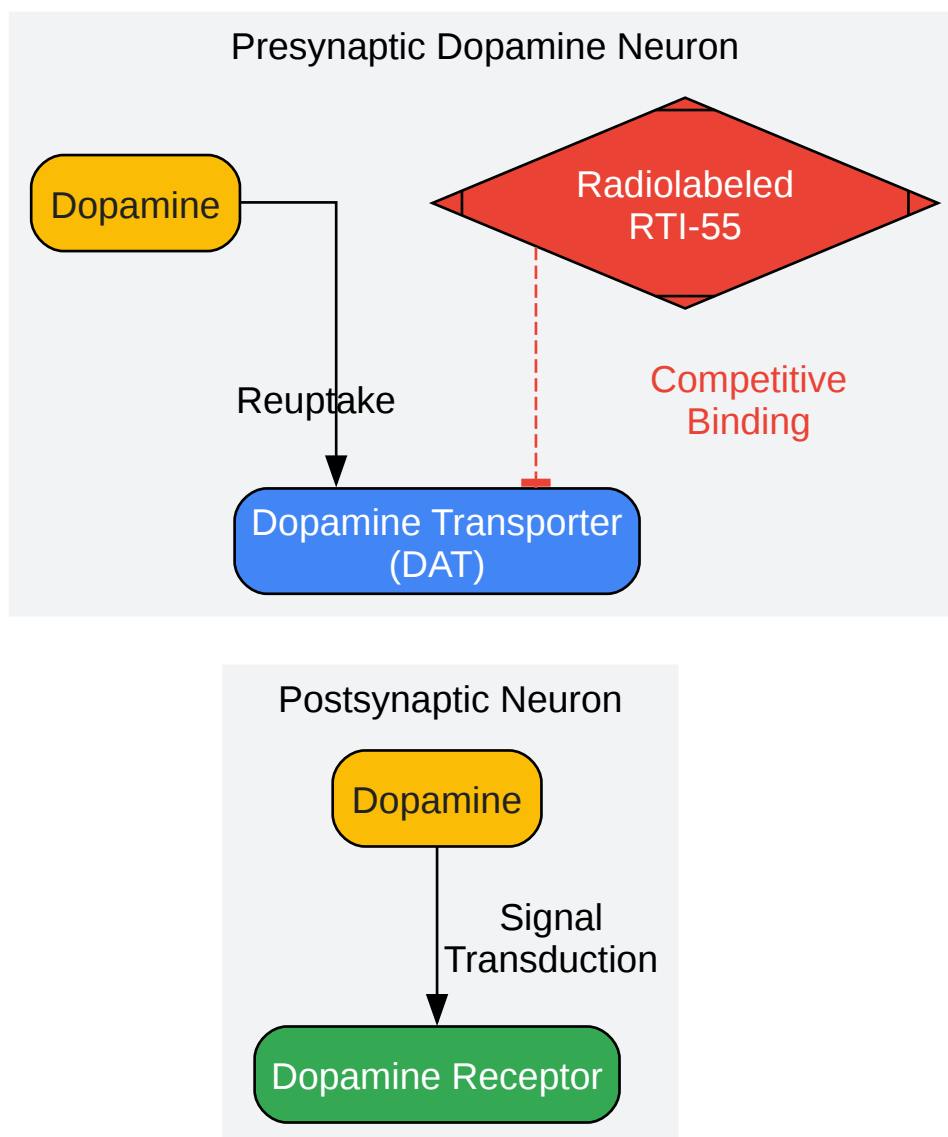 Presynaptic Dopamine Neuron
Dopamine
Radiolabeled
RTI-55
Reuptake
Competitive
Binding
Dopamine Transporter
(DAT)
Postsynaptic Neuron
Dopamine
Signal
Transduction
Dopamine Receptor